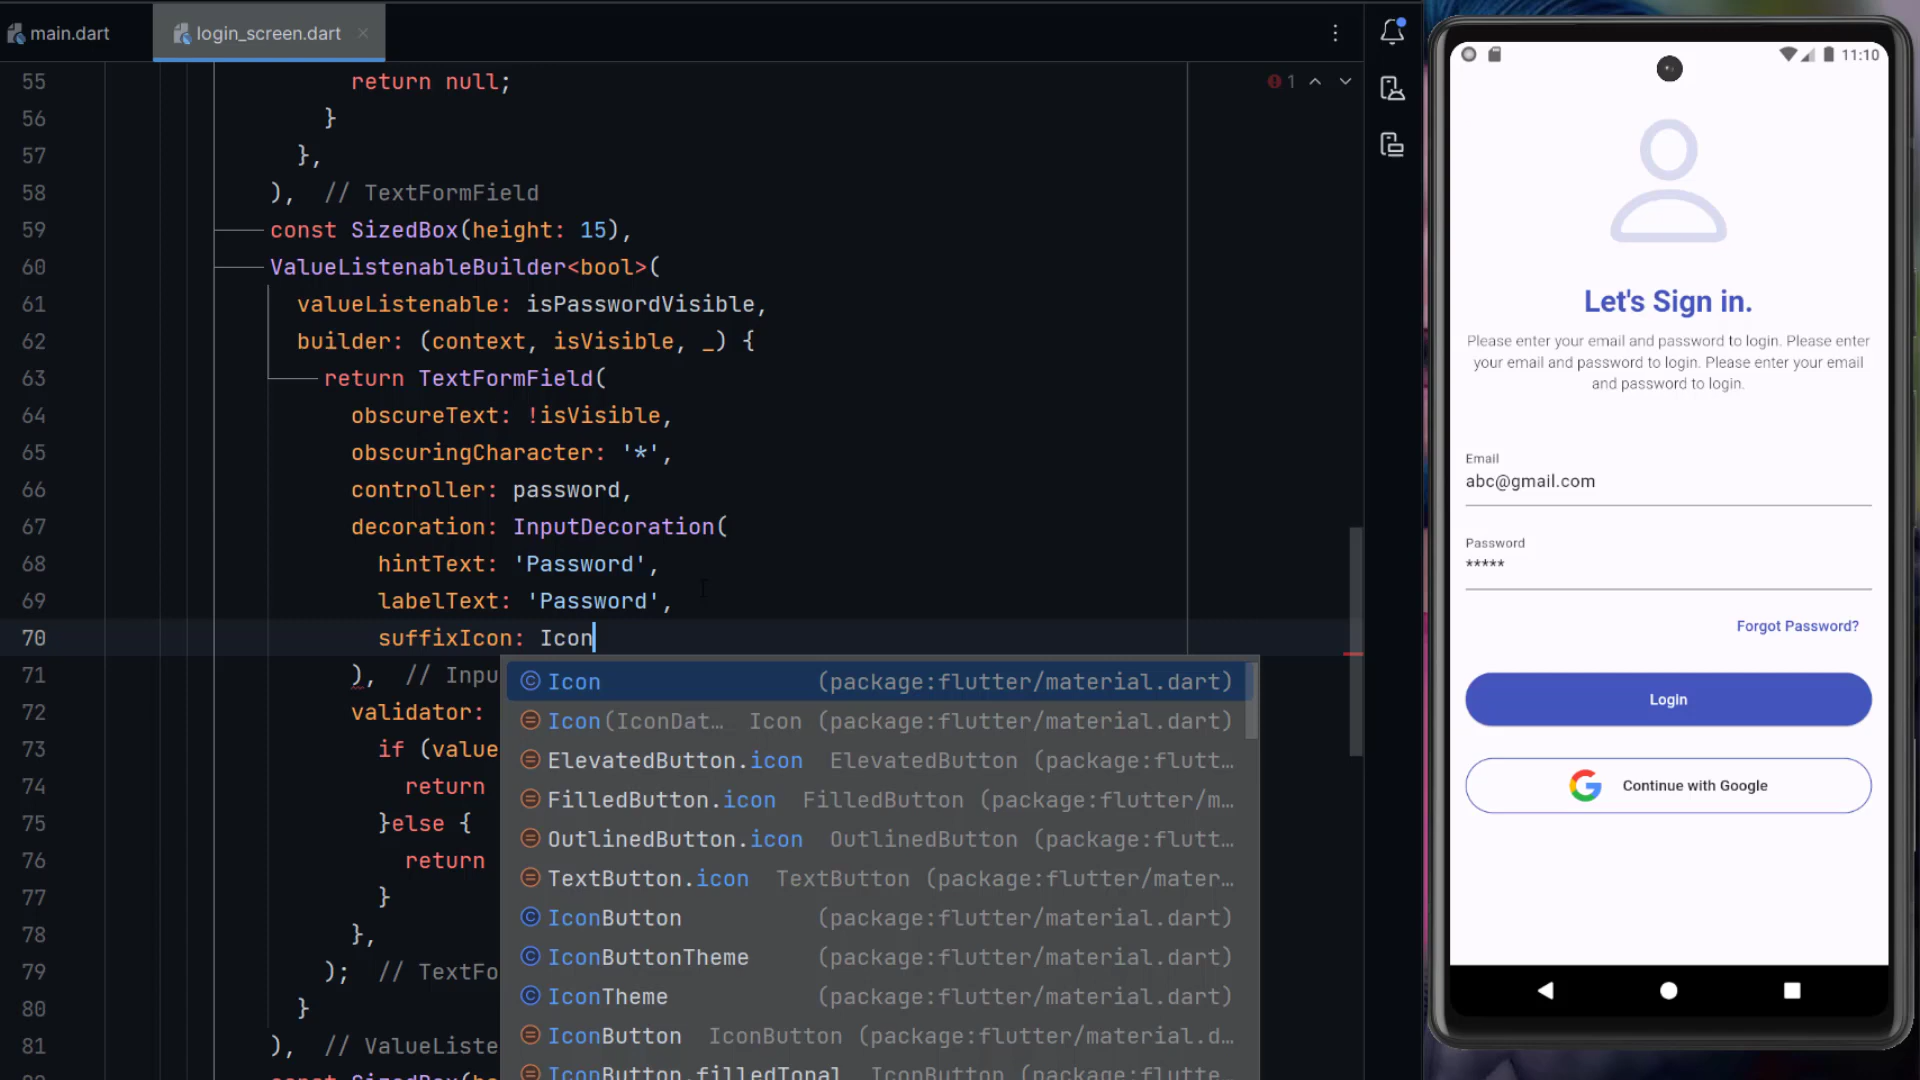 main.dart
login_screen.dart
1
55 return null;
56 }
57 },
58 ), // TextFormField
59 const SizedBox(height: 15),
60 ValueListenableBuilder<bool>(
61 valueListenable: isPasswordVisible,
62 builder: (context, isVisible, _) {
63 return TextFormField(
64 obscureText: !isVisible,
65 obscuringCharacter: '*',
66 controller: password,
67 decoration: InputDecoration(
68 hintText: 'Password',
69 labelText: 'Password',
70 suffixIcon: Icon
71 ), // Inpu
72 validator:
73 if (value
74 return
75 }else {
76 return
77 }
78 },
79 ); // TextFo
80 }
81 ), // ValueListe
Icon (package:flutter/material.dart)
Icon(IconDat… Icon (package:flutter/material.dart)
ElevatedButton.icon ElevatedButton (package:flutt…
FilledButton.icon FilledButton (package:flutter/m…
OutlinedButton.icon OutlinedButton (package:flutt…
TextButton.icon TextButton (package:flutter/mater…
IconButton (package:flutter/material.dart)
IconButtonTheme (package:flutter/material.dart)
IconTheme (package:flutter/material.dart)
IconButton IconButton (package:flutter/material.d…
IconButton.filledTonal IconButton (package:flutte…
11:10
Let's Sign in.
Please enter your email and password to login. Please enter
your email and password to login. Please enter your email
and password to login.
Email
abc@gmail.com
Password
*****
Forgot Password?
Login
Continue with Google